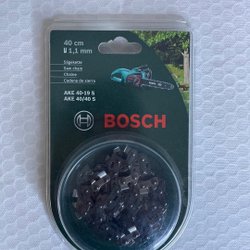 40 cm
1,1 mm
Sägekette
Saw chain
Chaîne
Cadena de sierra
AKE 40-19 S
AKE 40/40 S
BOSCH